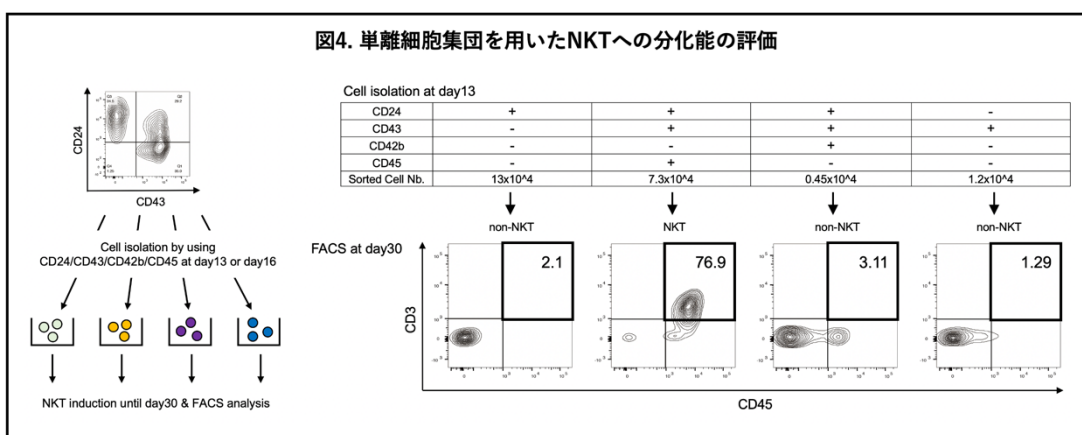 図4. 単離細胞集団を用いたNKTへの分化能の評価
CD24
CD43
Cell isolation by using
CD24/CD43/CD42b/CD45 at day13 or day16
NKT induction until day30 & FACS analysis
Cell isolation at day13
CD24 + + + -
CD43 - + + +
CD42b - - + -
CD45 - + - -
Sorted Cell Nb. 13x10^4 7.3x10^4 0.45x10^4 1.2x10^4
non-NKT NKT non-NKT non-NKT
FACS at day30
2.1 76.9 3.11 1.29
CD3
CD45